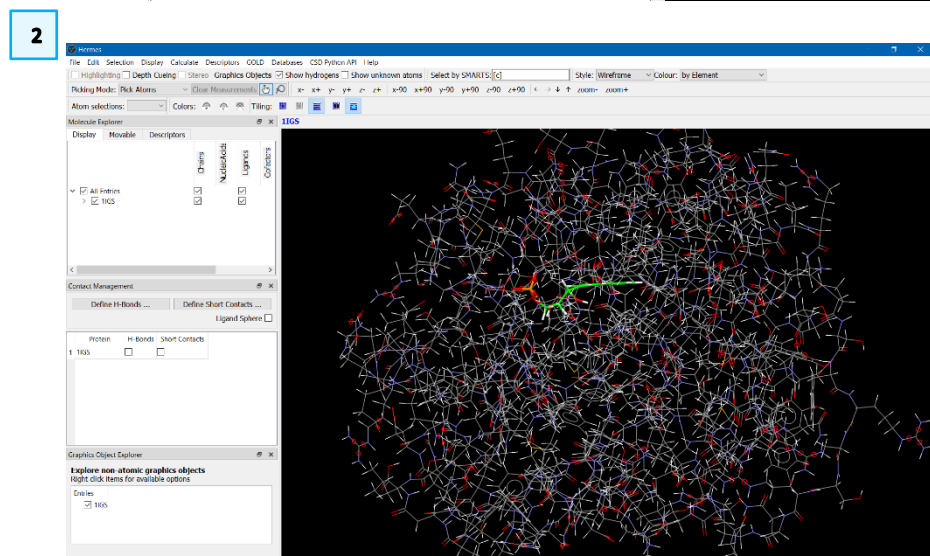 2
Hermes
File Edit Selection Display Calculate Descriptors GOLD Databases CSD Python API Help
Highlighting Depth Cueing Stereo Graphics Objects Show hydrogens Show unknown atoms Select by SMARTS: [c] Style: Wireframe Colour: by Element
Picking Mode: Pick Atoms Clear Measurements x- x+ y- y+ z- z+ x-90 x+90 y-90 y+90 z-90 z+90 zoom- zoom+
Atom selections: Colors: Tiling:
Molecule Explorer
1IGS
Display Movable Descriptors
Chains
NucleicAcids
Ligands
Cofactors
All Entries
1IGS
Contact Management
Define H-Bonds ... Define Short Contacts ...
Ligand Sphere
Protein H-Bonds Short Contacts
1 1IGS
Graphics Object Explorer
Explore non-atomic graphics objects
Right click items for available options
Entries
1IGS